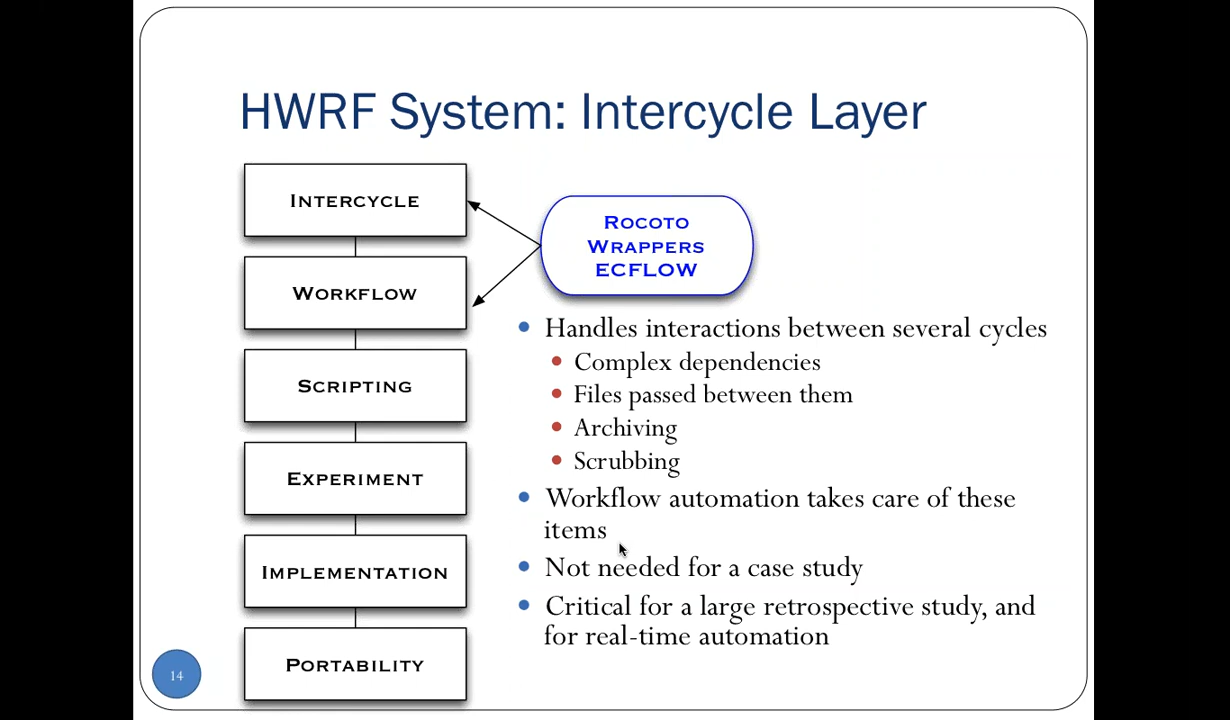 HWRF System: Intercycle Layer
INTERCYCLE
WORKFLOW
SCRIPTING
EXPERIMENT
IMPLEMENTATION
PORTABILITY
ROCOTO
WRAPPERS
ECFLOW
• Handles interactions between several cycles
• Complex dependencies
• Files passed between them
• Archiving
• Scrubbing
• Workflow automation takes care of these
items
• Not needed for a case study
• Critical for a large retrospective study, and
for real-time automation
14